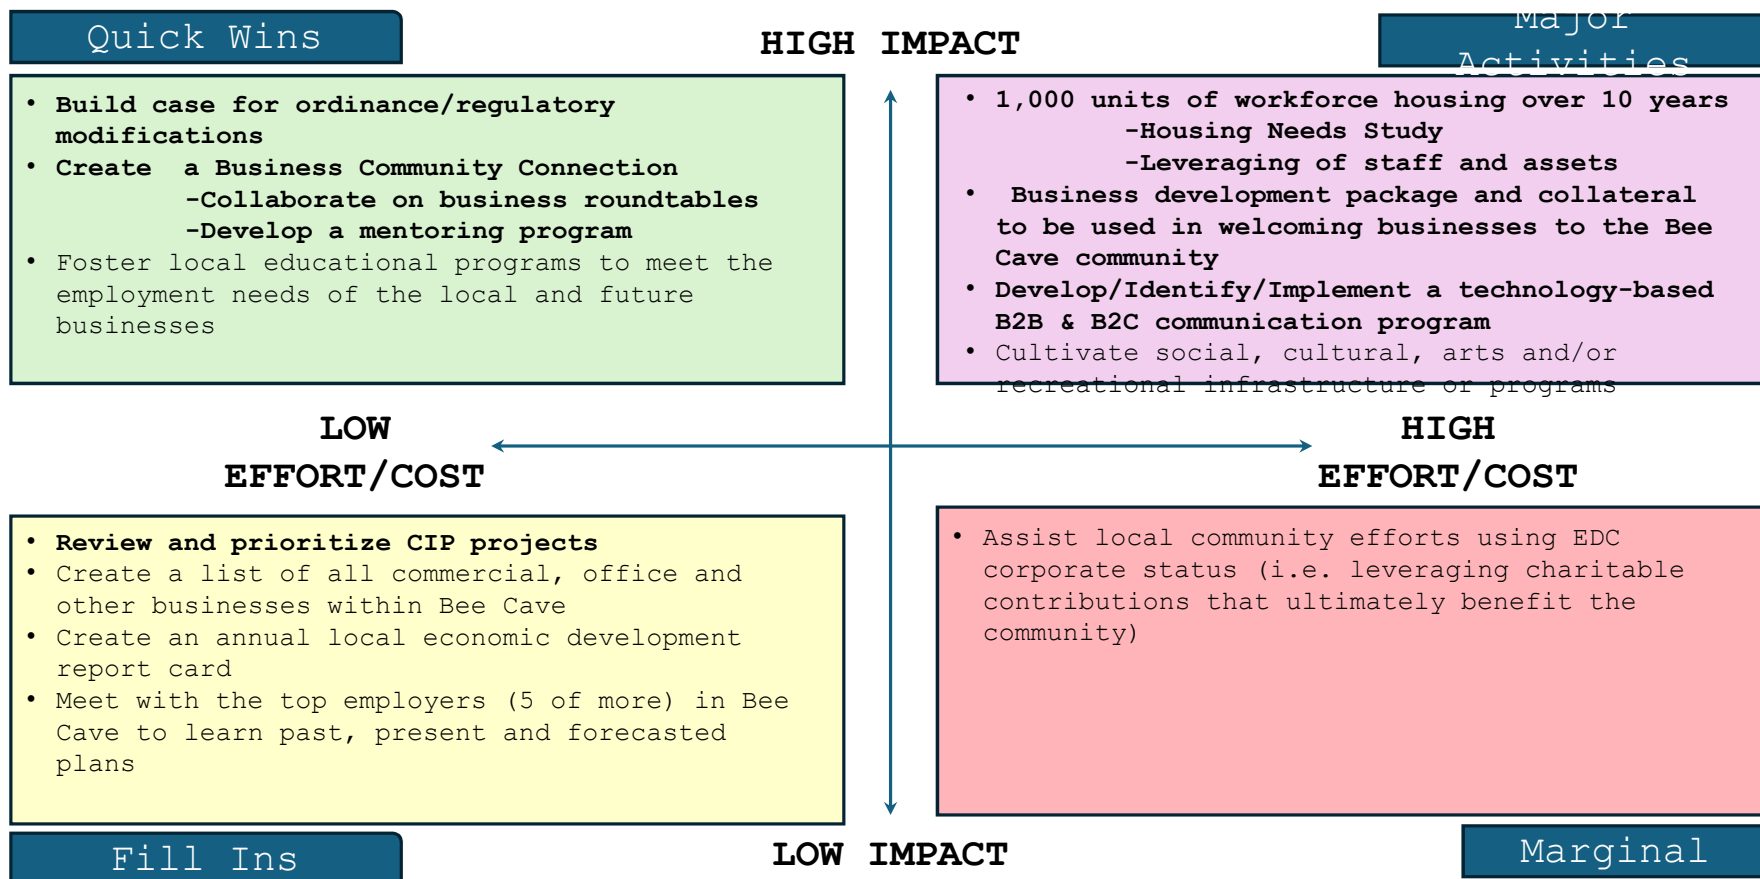 Quick Wins
HIGH IMPACT
Major
Activities
• Build case for ordinance/regulatory
modifications
• Create  a Business Community Connection
-Collaborate on business roundtables
-Develop a mentoring program
• Foster local educational programs to meet the
employment needs of the local and future
businesses
• 1,000 units of workforce housing over 10 years
-Housing Needs Study
-Leveraging of staff and assets
• Business development package and collateral
to be used in welcoming businesses to the Bee
Cave community
• Develop/Identify/Implement a technology-based
B2B & B2C communication program
• Cultivate social, cultural, arts and/or
recreational infrastructure or programs
LOW
EFFORT/COST
HIGH
EFFORT/COST
• Review and prioritize CIP projects
• Create a list of all commercial, office and
other businesses within Bee Cave
• Create an annual local economic development
report card
• Meet with the top employers (5 of more) in Bee
Cave to learn past, present and forecasted
plans
• Assist local community efforts using EDC
corporate status (i.e. leveraging charitable
contributions that ultimately benefit the
community)
Fill Ins
LOW IMPACT
Marginal